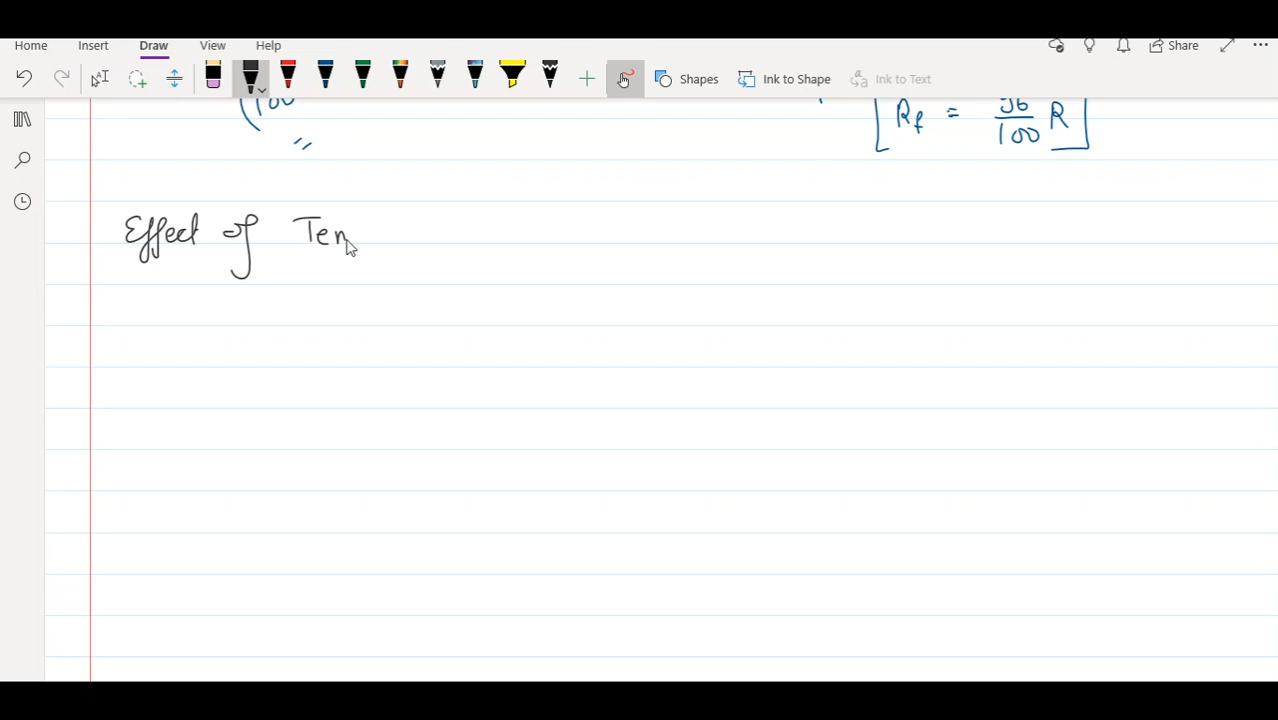 Home Insert Draw View Help
Share
Shapes Ink to Shape Ink to Text
(100
"
Rf = 96/100 R
Effect of Ten